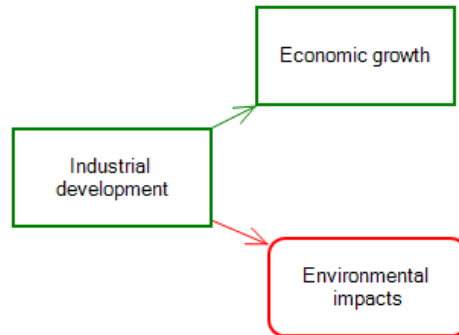 Economic growth
Industrial
development
Environmental
impacts